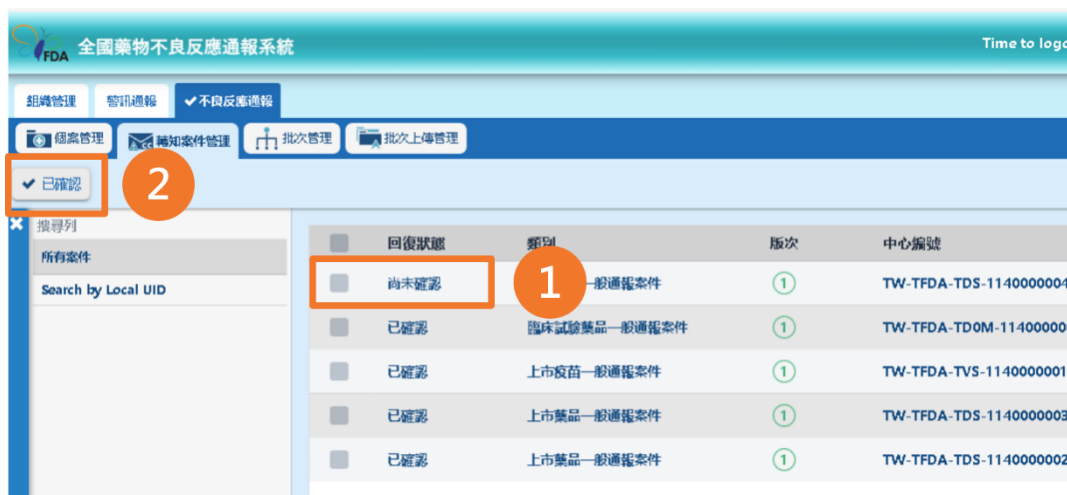 TFDA 全國藥物不良反應通報系統
Time to logo
組織管理 警訊通報 ✔不良反應通報
個案管理 轉知案件管理 批次管理 批次上傳管理
✔ 已確認 2
搜尋列
所有案件
Search by Local UID
回復狀態 類別 版次 中心編號
尚未確認 1 一般通報案件 1 TW-TFDA-TDS-1140000004
已確認 臨床試驗藥品一般通報案件 1 TW-TFDA-TDOM-11400000
已確認 上市疫苗一般通報案件 1 TW-TFDA-TVS-1140000001
已確認 上市藥品一般通報案件 1 TW-TFDA-TDS-1140000003
已確認 上市藥品一般通報案件 1 TW-TFDA-TDS-1140000002